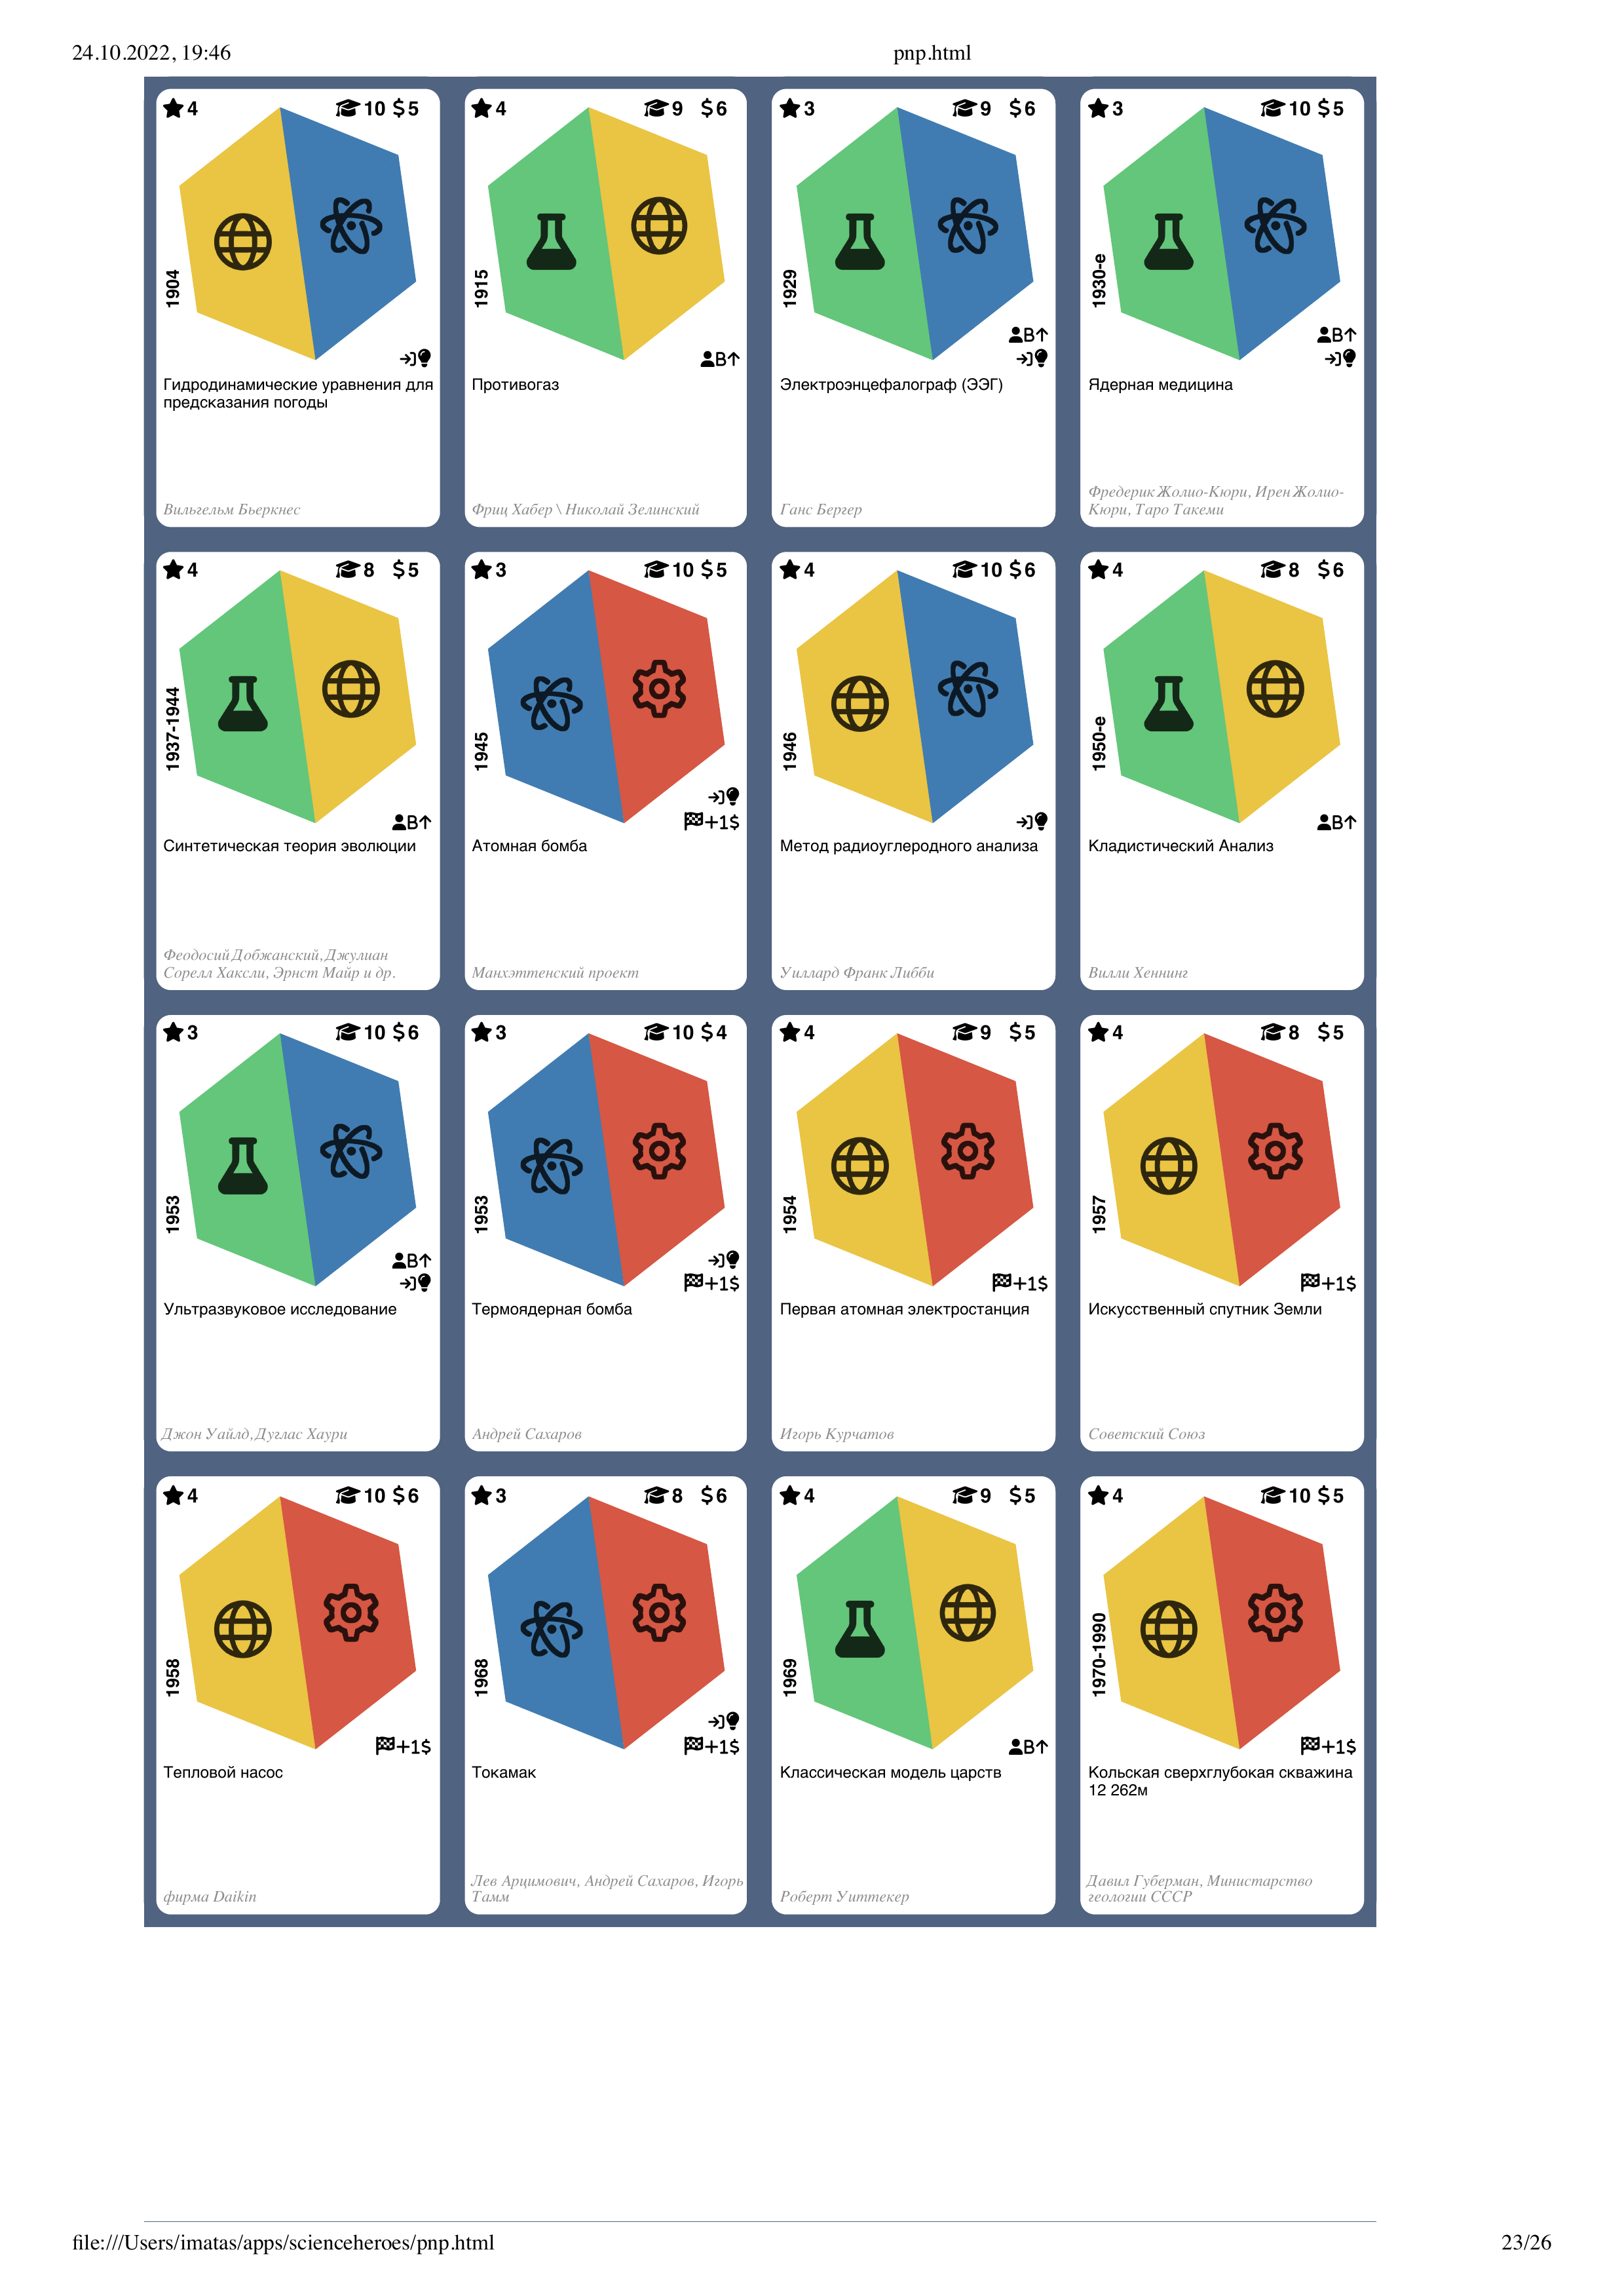 24.10.2022, 19:46 pnp.html
4 10 $5
1904
Гидродинамические уравнения для
предсказания погоды
Вильгельм Бьеркнес
4 9 $6
1915
B↑
Противогаз
Фриц Хабер \ Николай Зелинский
3 9 $6
1929
B↑
Электроэнцефалограф (ЭЭГ)
Ганс Бергер
3 10 $5
1930-е
B↑
Ядерная медицина
Фредерик Жолио-Кюри, Ирен Жолио-
Кюри, Таро Такеми
4 8 $5
1937-1944
B↑
Синтетическая теория эволюции
Феодосий Добжанский, Джулиан
Сорелл Хаксли, Эрнст Майр и др.
3 10 $5
1945
+1$
Атомная бомба
Манхэттенский проект
4 10 $6
1946
Метод радиоуглеродного анализа
Уиллард Франк Либби
4 8 $6
1950-е
B↑
Кладистический Анализ
Вилли Хеннинг
3 10 $6
1953
B↑
Ультразвуковое исследование
Джон Уайлд, Дуглас Хаури
3 10 $4
1953
+1$
Термоядерная бомба
Андрей Сахаров
4 9 $5
1954
+1$
Первая атомная электростанция
Игорь Курчатов
4 8 $5
1957
+1$
Искусственный спутник Земли
Советский Союз
4 10 $6
1958
+1$
Тепловой насос
фирма Daikin
3 8 $6
1968
+1$
Токамак
Лев Арцимович, Андрей Сахаров, Игорь
Тамм
4 9 $5
1969
B↑
Классическая модель царств
Роберт Уиттекер
4 10 $5
1970-1990
+1$
Кольская сверхглубокая скважина
12 262м
Давил Губерман, Министарство
геологии СССР
file:///Users/imatas/apps/scienceheroes/pnp.html 23/26